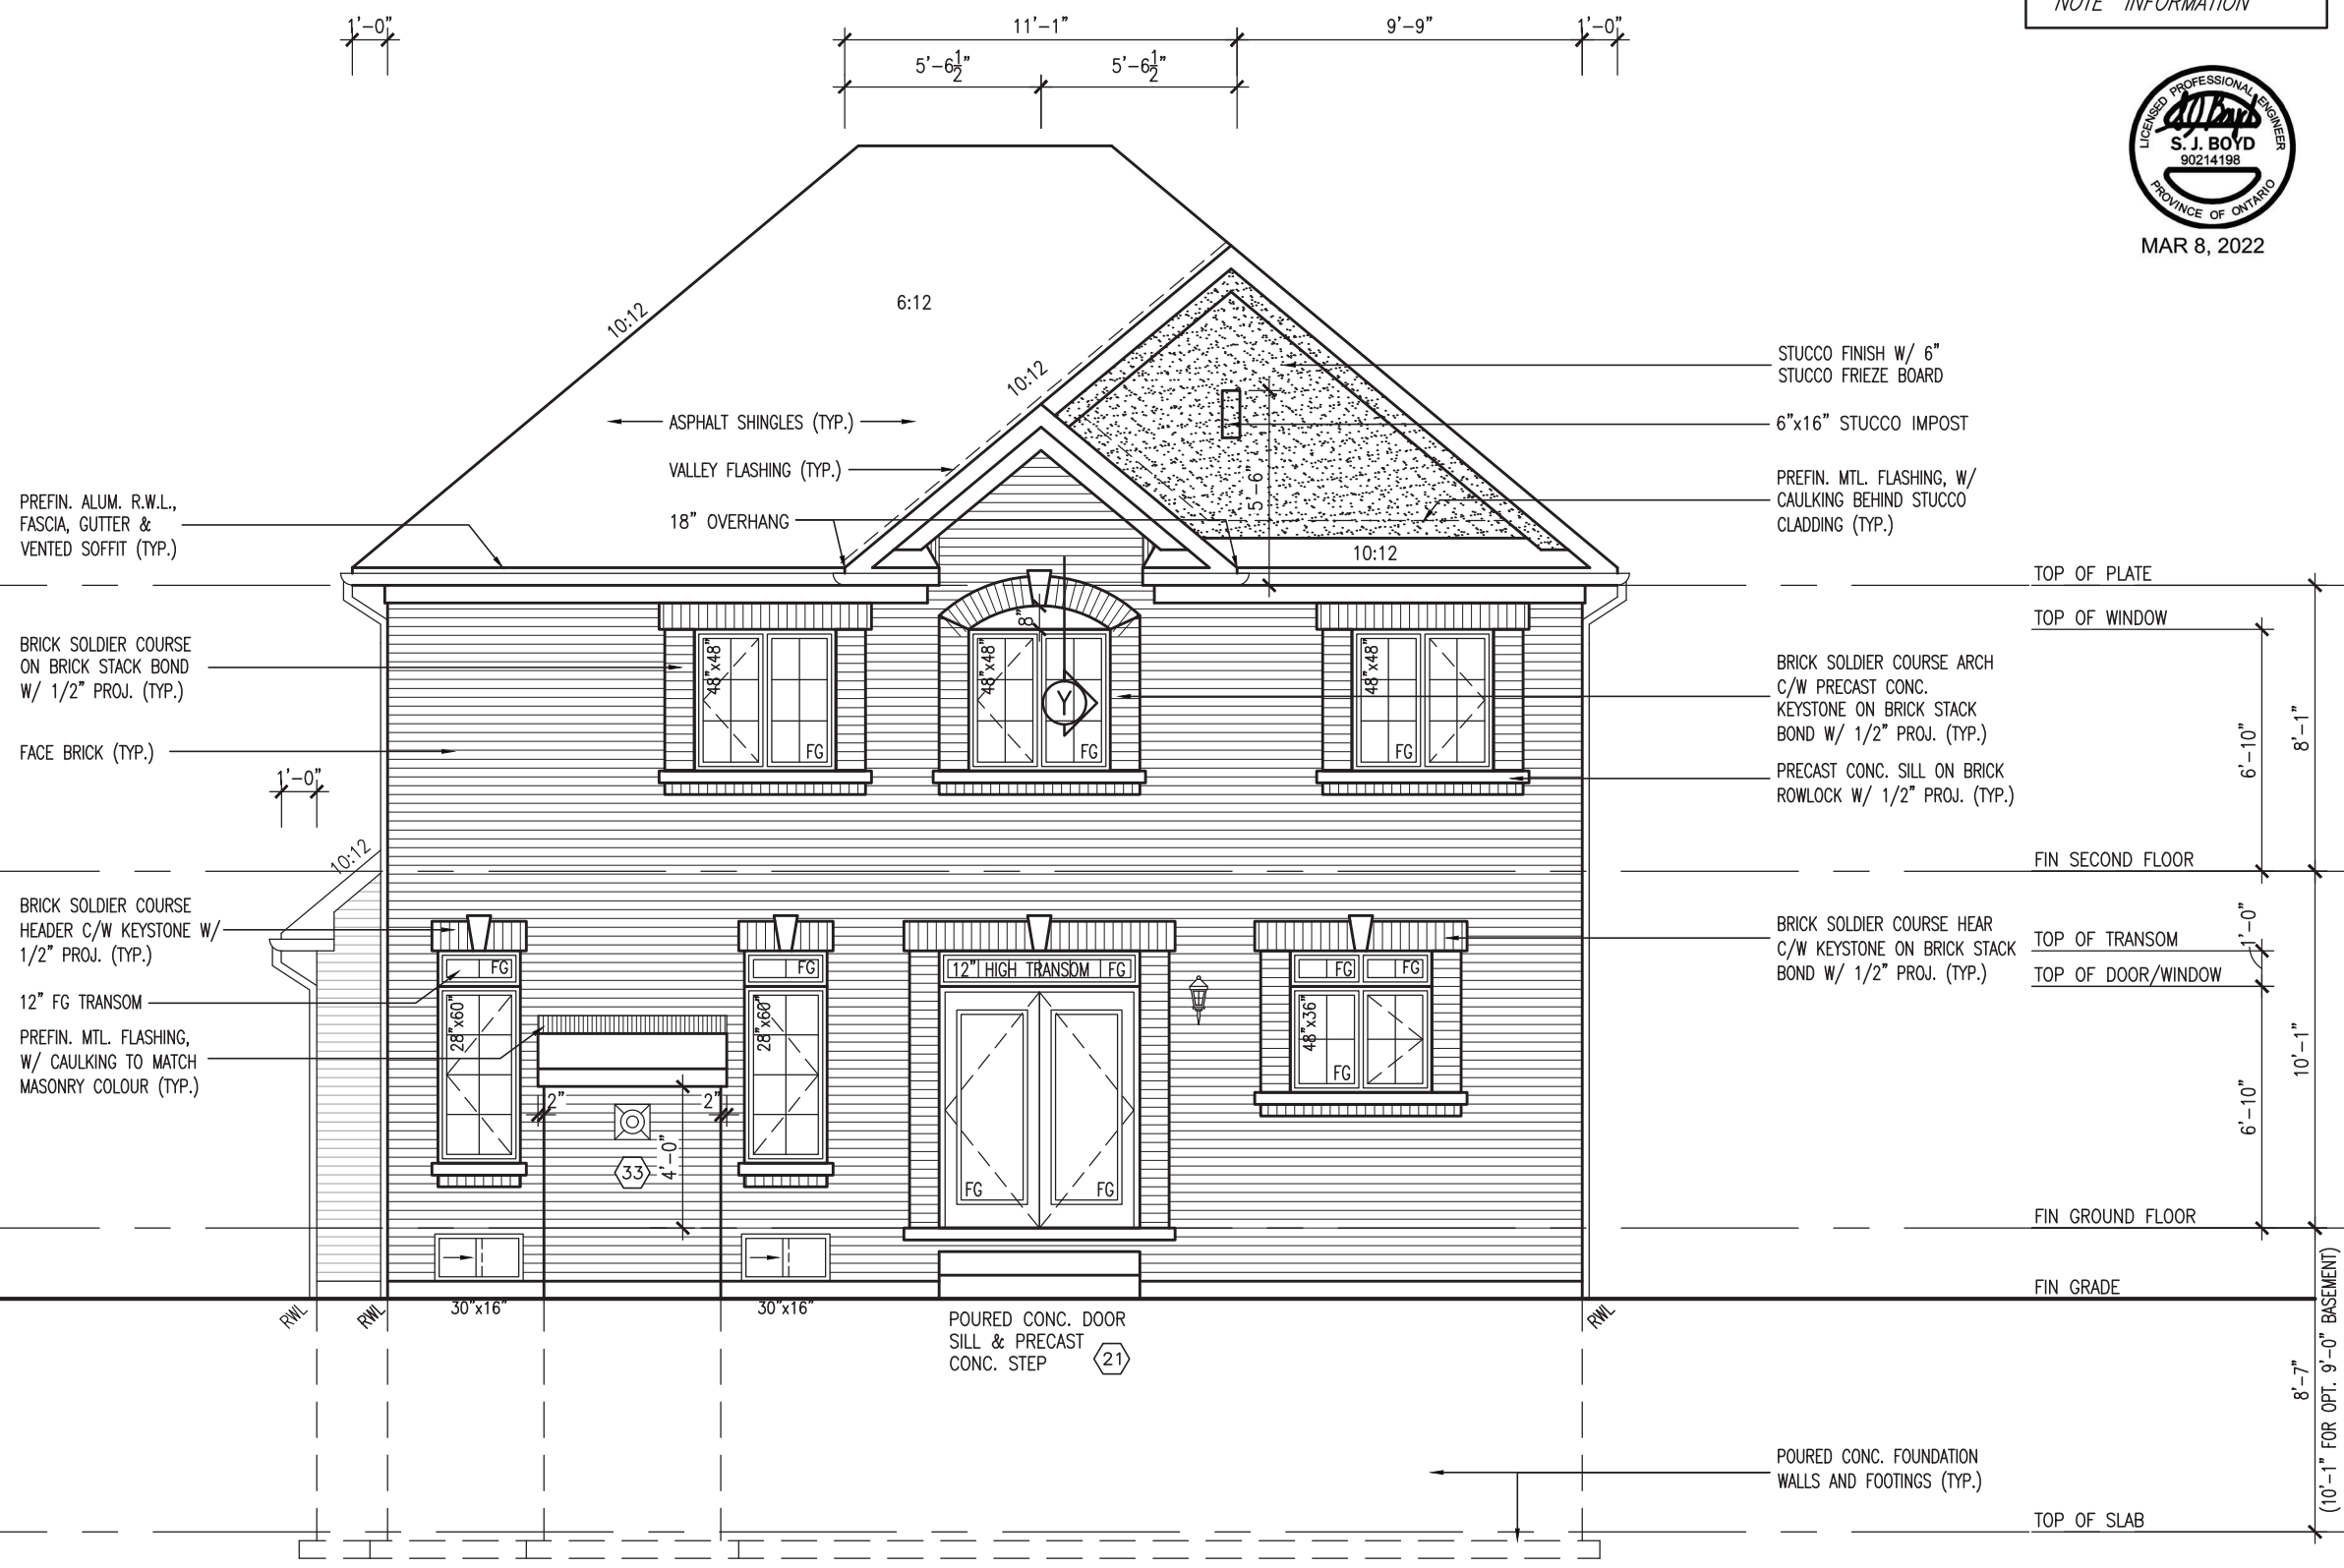 NOTE INFORMATION
1'-0"
11'-1"
9'-9"
1'-0"
5'-6 1/2"
5'-6 1/2"
LICENSED PROFESSIONAL ENGINEER
S. J. BOYD
90214198
PROVINCE OF ONTARIO
MAR 8, 2022
10:12
6:12
10:12
ASPHALT SHINGLES (TYP.)
VALLEY FLASHING (TYP.)
18" OVERHANG
5'-6"
10:12
STUCCO FINISH W/ 6"
STUCCO FRIEZE BOARD
6"x16" STUCCO IMPOST
PREFIN. MTL. FLASHING, W/
CAULKING BEHIND STUCCO
CLADDING (TYP.)
PREFIN. ALUM. R.W.L.,
FASCIA, GUTTER &
VENTED SOFFIT (TYP.)
BRICK SOLDIER COURSE
ON BRICK STACK BOND
W/ 1/2" PROJ. (TYP.)
FACE BRICK (TYP.)
1'-0"
10:12
BRICK SOLDIER COURSE
HEADER C/W KEYSTONE W/
1/2" PROJ. (TYP.)
12" FG TRANSOM
PREFIN. MTL. FLASHING,
W/ CAULKING TO MATCH
MASONRY COLOUR (TYP.)
48"x48"
FG
8"
48"x48"
Y
FG
48"x48"
FG
BRICK SOLDIER COURSE ARCH
C/W PRECAST CONC.
KEYSTONE ON BRICK STACK
BOND W/ 1/2" PROJ. (TYP.)
PRECAST CONC. SILL ON BRICK
ROWLOCK W/ 1/2" PROJ. (TYP.)
BRICK SOLDIER COURSE HEAR
C/W KEYSTONE ON BRICK STACK
BOND W/ 1/2" PROJ. (TYP.)
FG
28"x60"
FG
28"x60"
2"
2"
33
4'-0"
12" HIGH TRANSOM FG
FG
FG
FG
FG
48"x36"
FG
TOP OF PLATE
TOP OF WINDOW
6'-10"
8'-1"
FIN SECOND FLOOR
1'-0"
TOP OF TRANSOM
TOP OF DOOR/WINDOW
10'-1"
6'-10"
FIN GROUND FLOOR
FIN GRADE
8'-7"
(10'-1" FOR OPT. 9'-0" BASEMENT)
TOP OF SLAB
RWL
RWL
30"x16"
30"x16"
RWL
POURED CONC. DOOR
SILL & PRECAST
CONC. STEP
21
POURED CONC. FOUNDATION
WALLS AND FOOTINGS (TYP.)